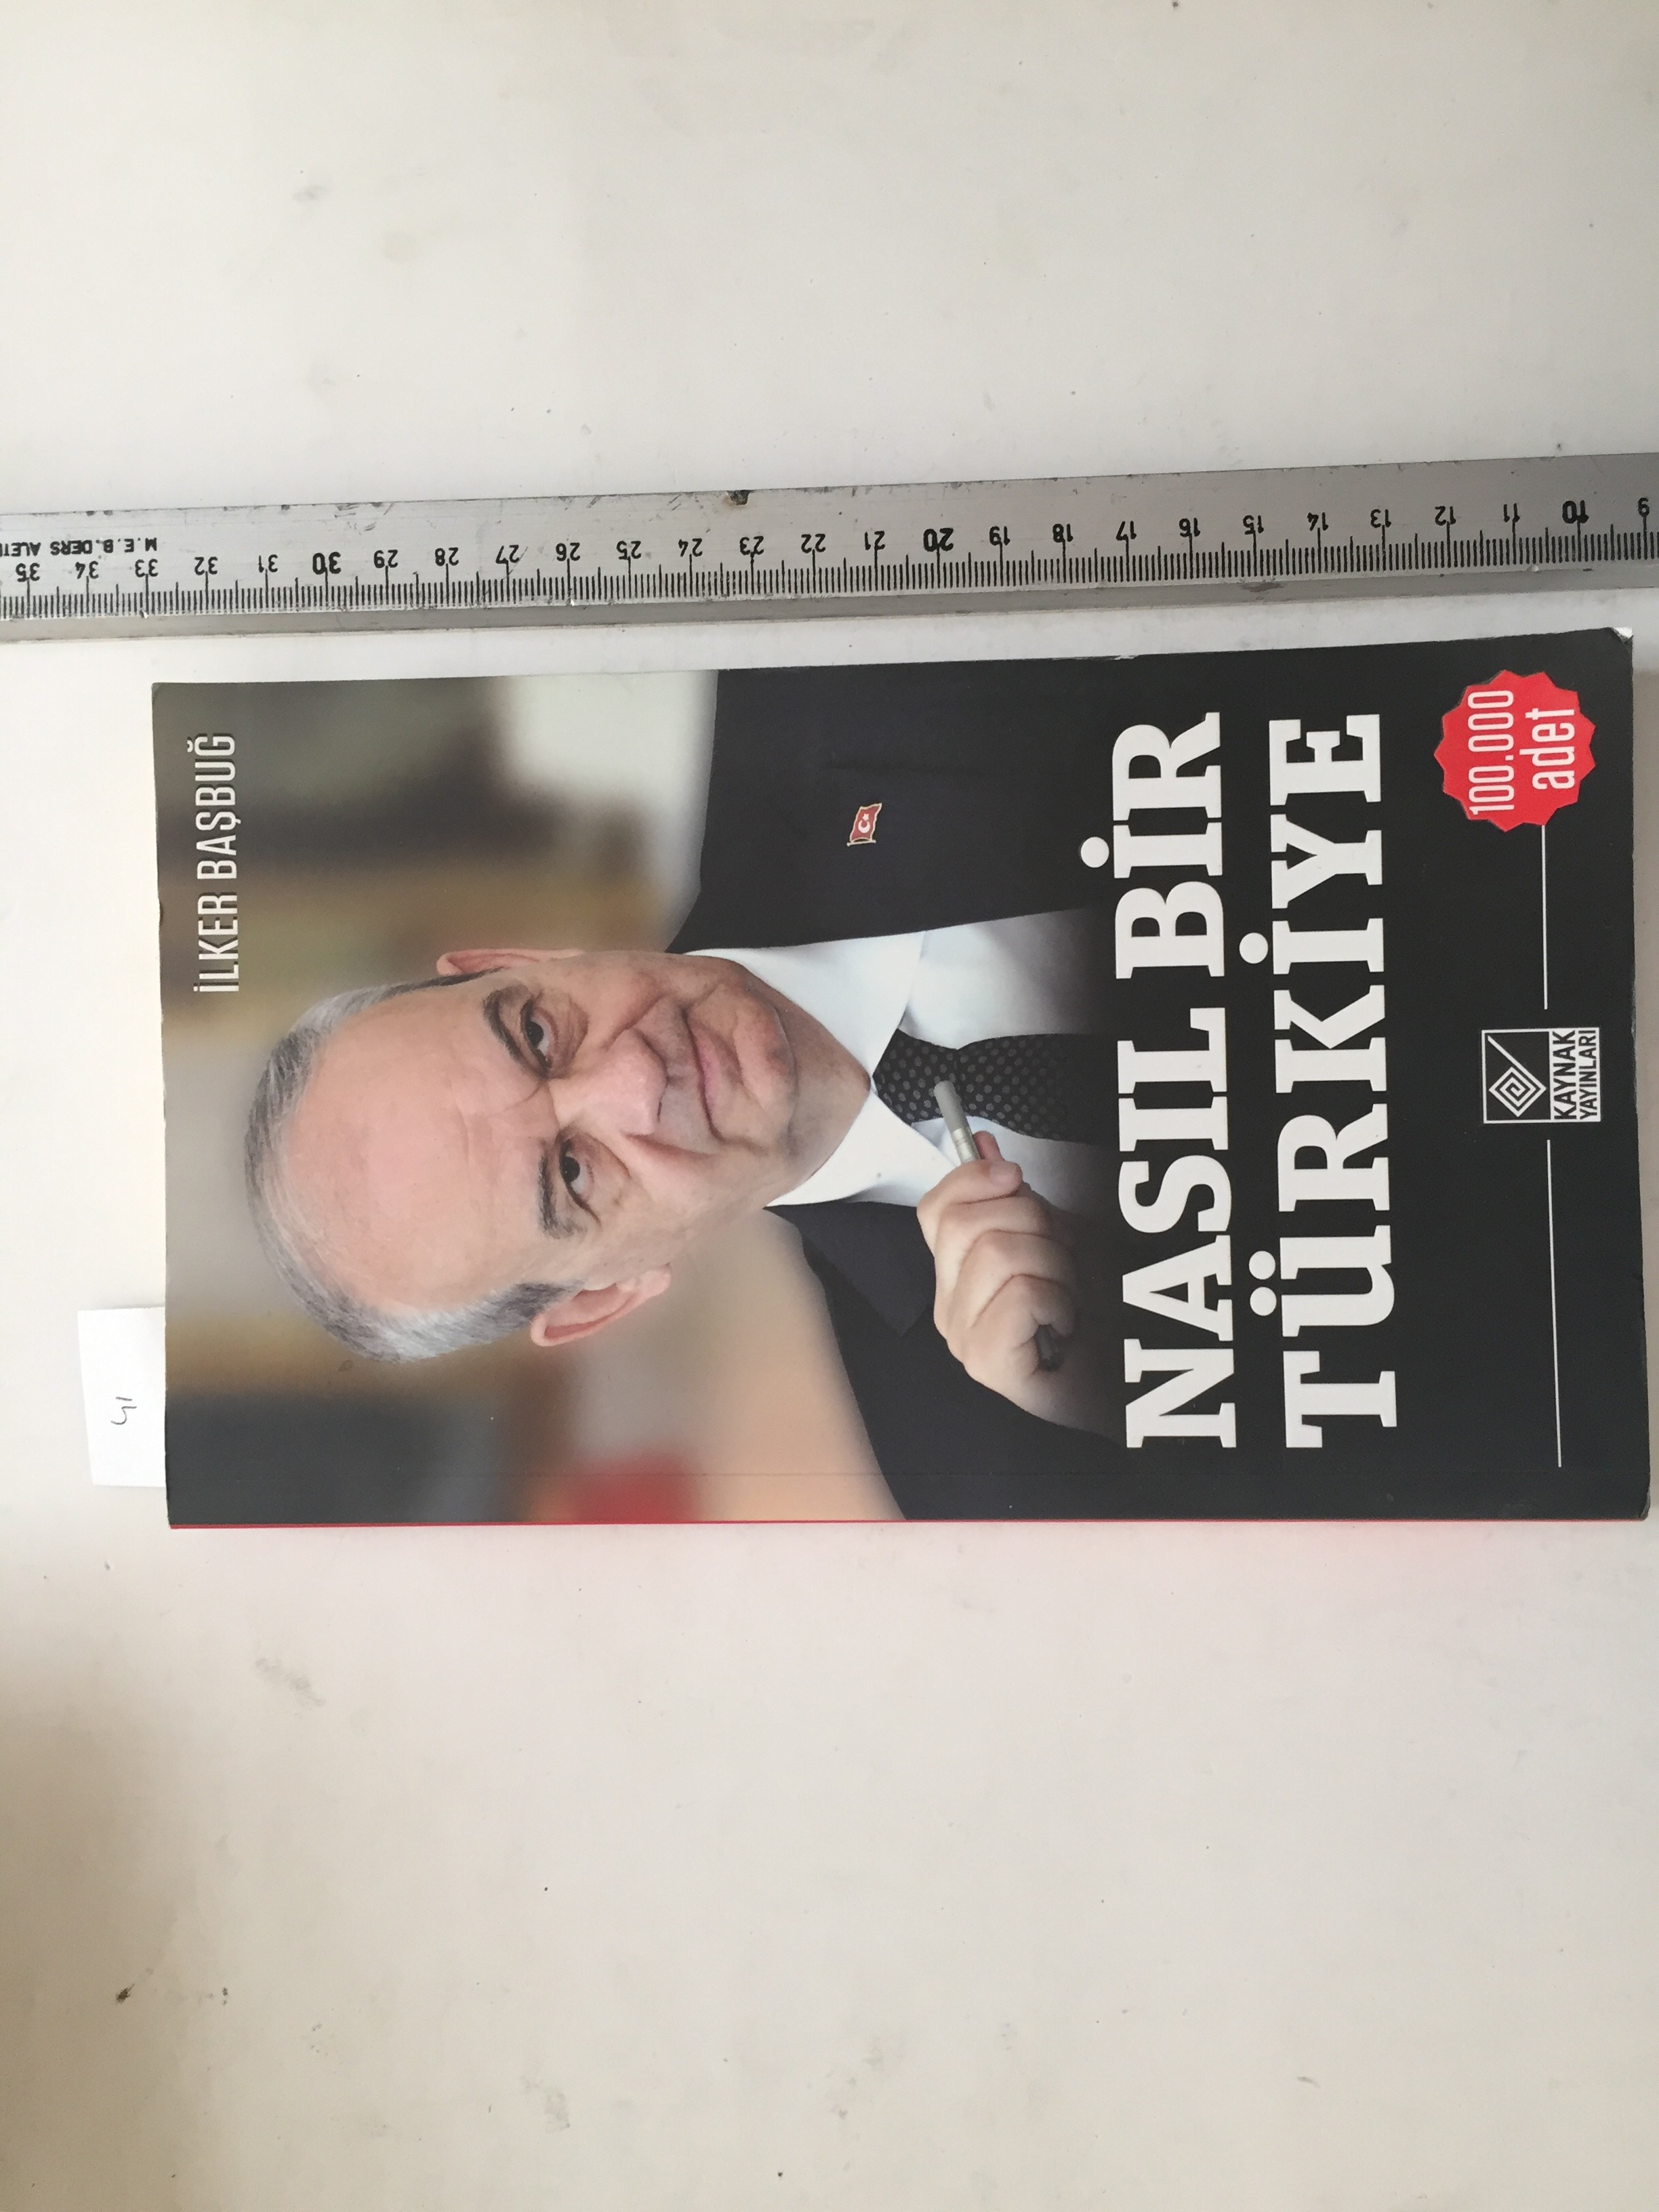 İLKER BAŞBUĞ
NASIL BİR
TÜRKİYE
100.000
adet
KAYNAK
YAYINLARI
41
M.E.B.DERS ALETL
35 34 33 32 31 30 29 28 27 26 25 24 23 22 21 20 19 18 17 16 15 14 13 12 11 10 9